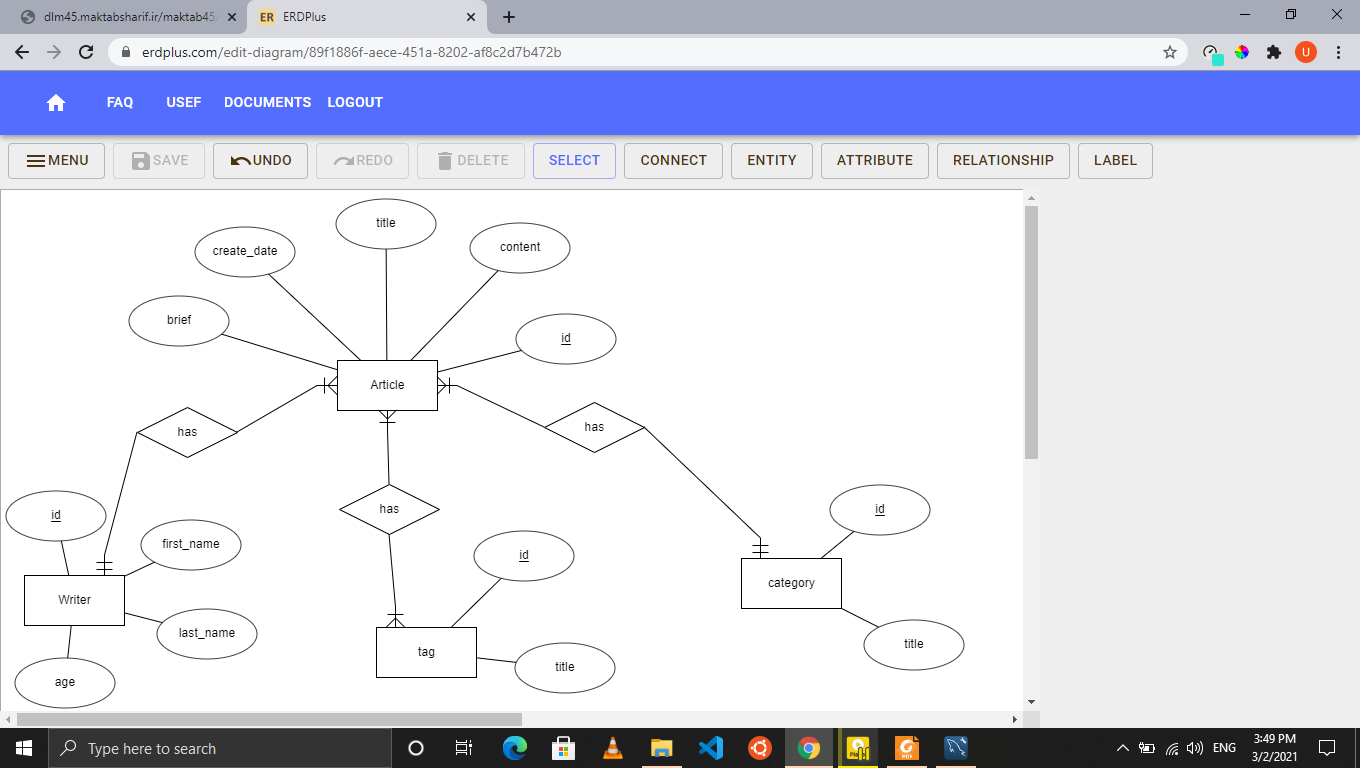 dlm45.maktabsharif.ir/maktab45
ER ERDPlus
erdplus.com/edit-diagram/89f1886f-aece-451a-8202-af8c2d7b472b
U
FAQ USEF DOCUMENTS LOGOUT
MENU SAVE UNDO REDO DELETE SELECT CONNECT ENTITY ATTRIBUTE RELATIONSHIP LABEL
title
create_date
content
brief
id
Article
has
has
has
id
id
first_name
id
category
Writer
last_name
title
tag
title
age
Type here to search
ENG
3:49 PM
3/2/2021